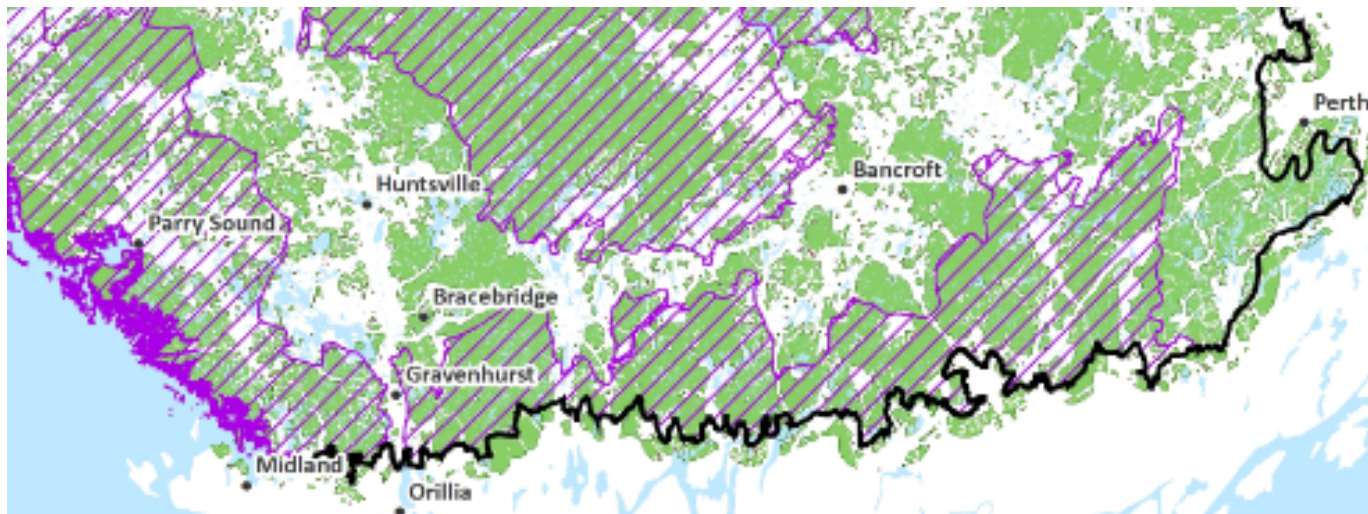 Perth
Bancroft
Huntsville
Parry Sound
Bracebridge
Gravenhurst
Midland
Orillia